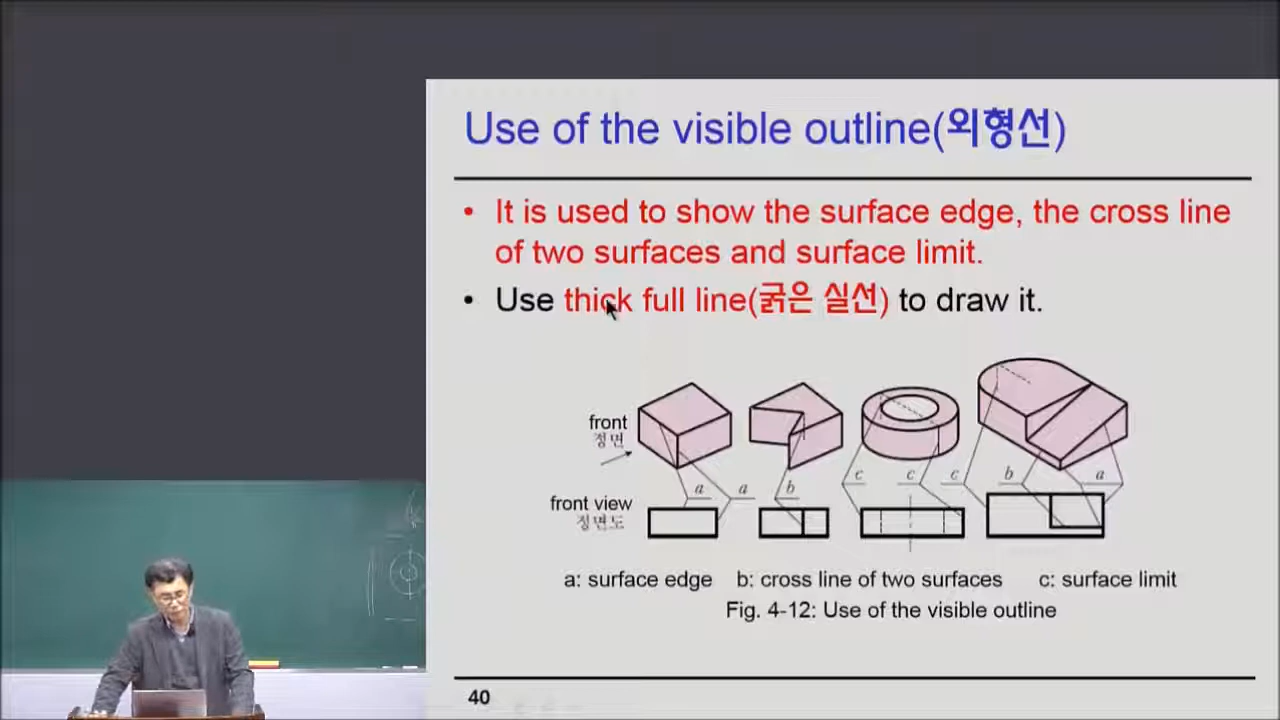 Use of the visible outline(외형선)
• It is used to show the surface edge, the cross line
of two surfaces and surface limit.
• Use thick full line(굵은 실선) to draw it.
front
정면
a a b c c c b a
front view
정면도
a: surface edge b: cross line of two surfaces c: surface limit
Fig. 4-12: Use of the visible outline
40